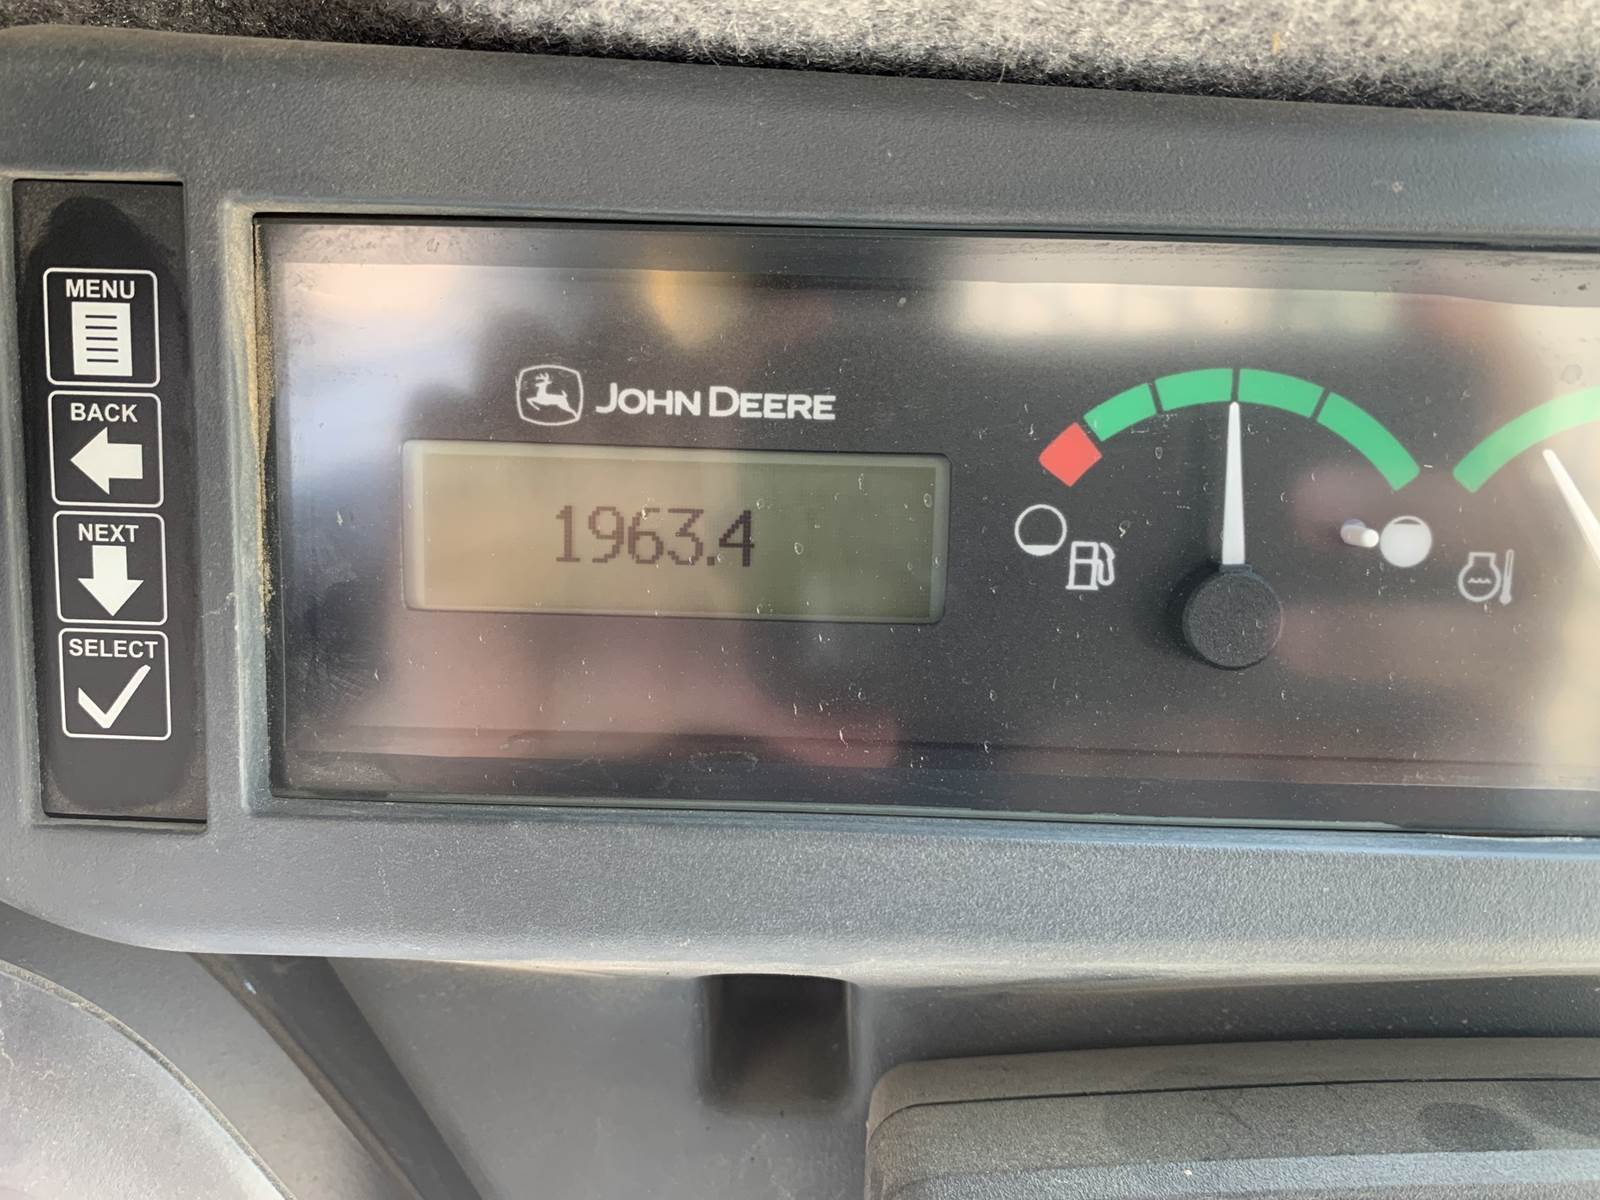 MENU
BACK
NEXT
SELECT
JOHN DEERE
1963.4